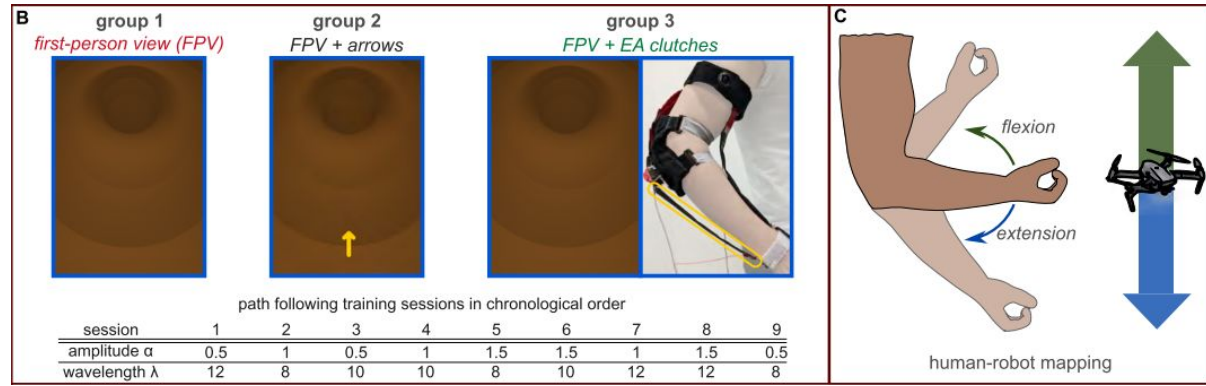 B
group 1
first-person view (FPV)
group 2
FPV + arrows
group 3
FPV + EA clutches
path following training sessions in chronological order
session 1 2 3 4 5 6 7 8 9
amplitude α 0.5 1 0.5 1 1.5 1.5 1 1.5 0.5
wavelength λ 12 8 10 10 8 10 12 12 8
C
flexion
extension
human-robot mapping